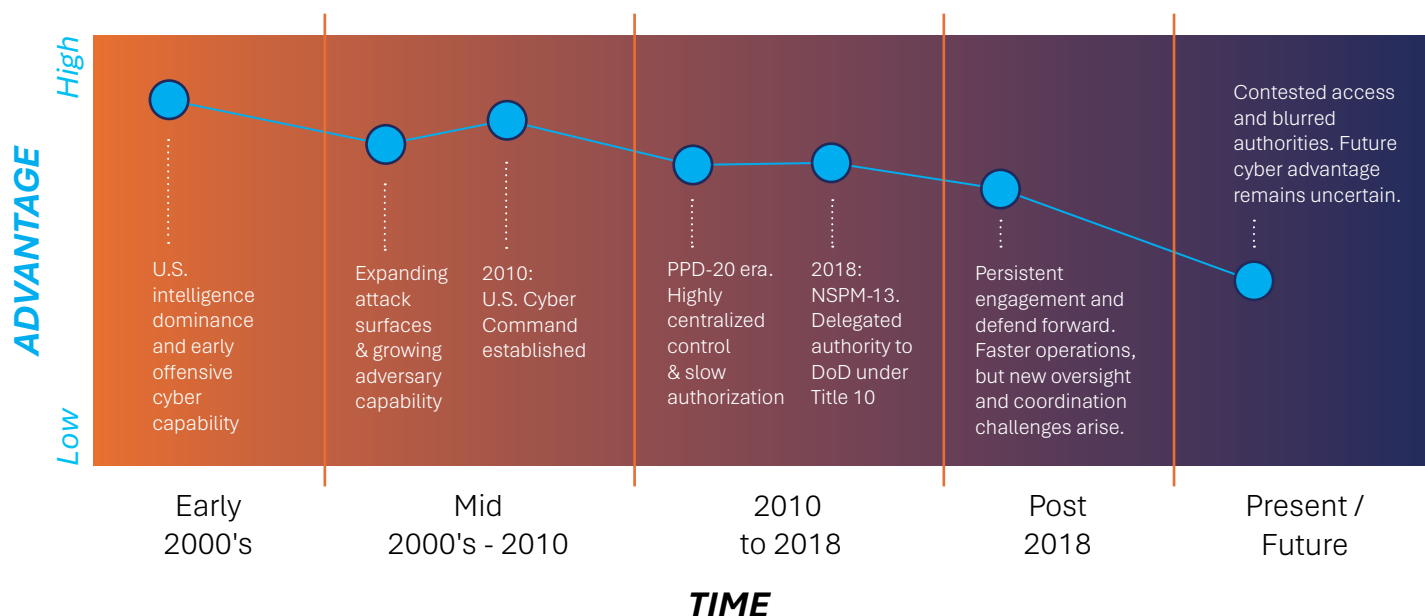 High
ADVANTAGE
Low
U.S.
intelligence
dominance
and early
offensive
cyber
capability
Expanding
attack
surfaces
& growing
adversary
capability
2010:
U.S. Cyber
Command
established
PPD-20 era.
Highly
centralized
control
& slow
authorization
2018:
NSPM-13.
Delegated
authority to
DoD under
Title 10
Persistent
engagement and
defend forward.
Faster operations,
but new oversight
and coordination
challenges arise.
Contested access
and blurred
authorities. Future
cyber advantage
remains uncertain.
Early
2000's
Mid
2000's - 2010
2010
to 2018
Post
2018
Present /
Future
TIME